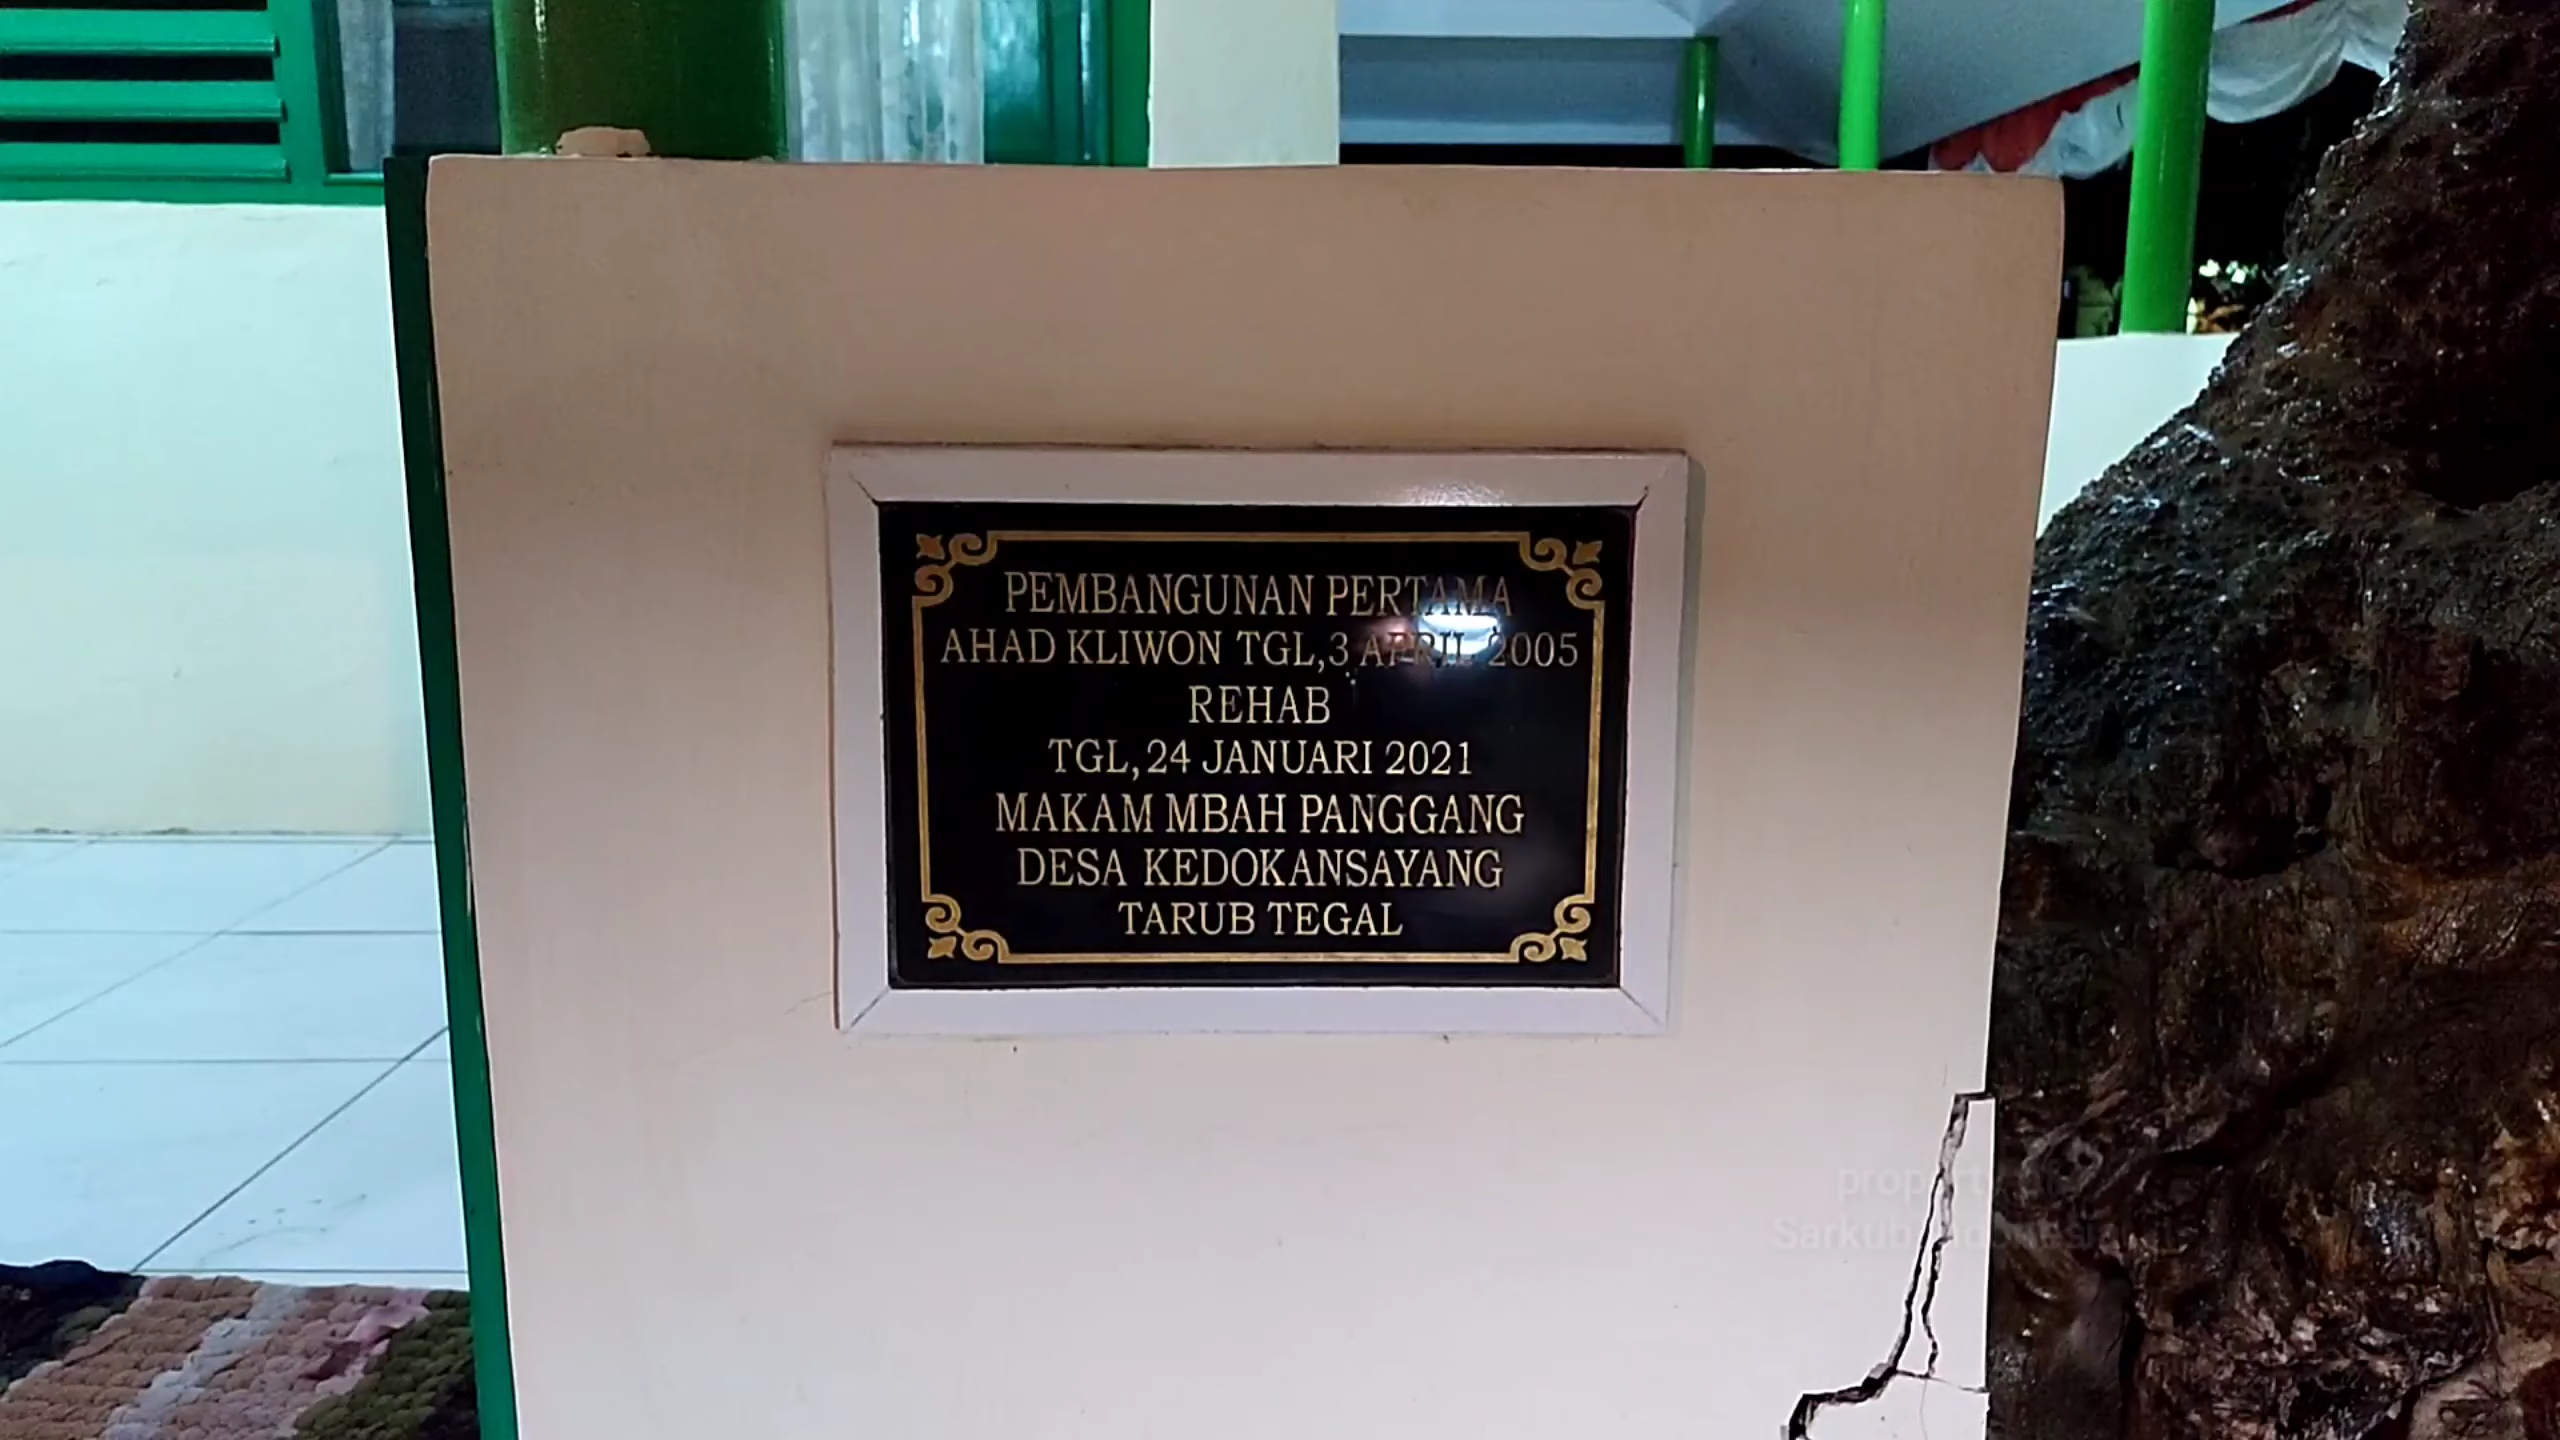 PEMBANGUNAN PERTAMA
AHAD KLIWON TGL,3 APRIL 2005
REHAB
TGL,24 JANUARI 2021
MAKAM MBAH PANGGANG
DESA KEDOKANSAYANG
TARUB TEGAL
Sarkub